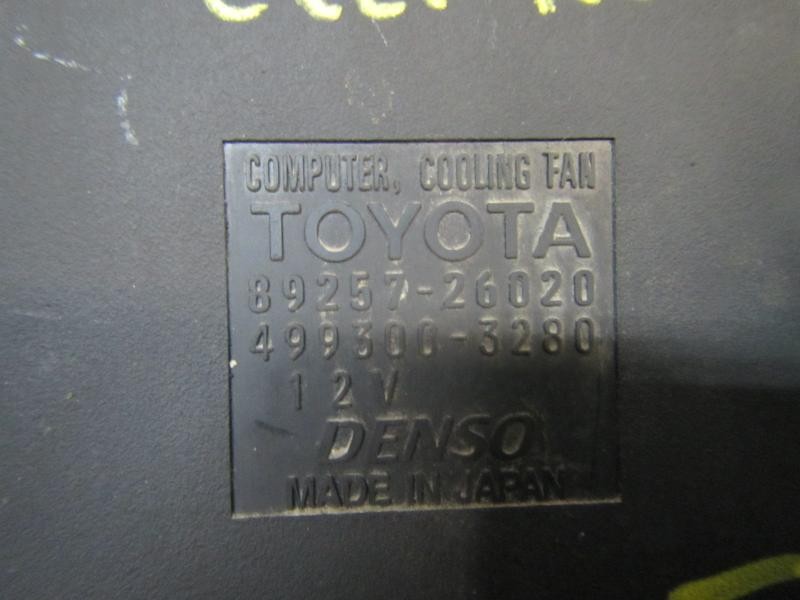 COMPUTER, COOLING FAN
TOYOTA
89257-26020
499300-3280
12V
DENSO
MADE IN JAPAN